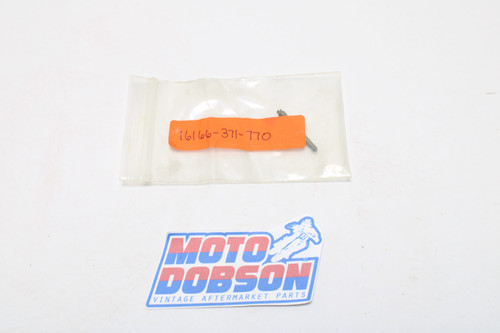 16166-371-770
MOTO
DOBSON
VINTAGE AFTERMARKET PARTS